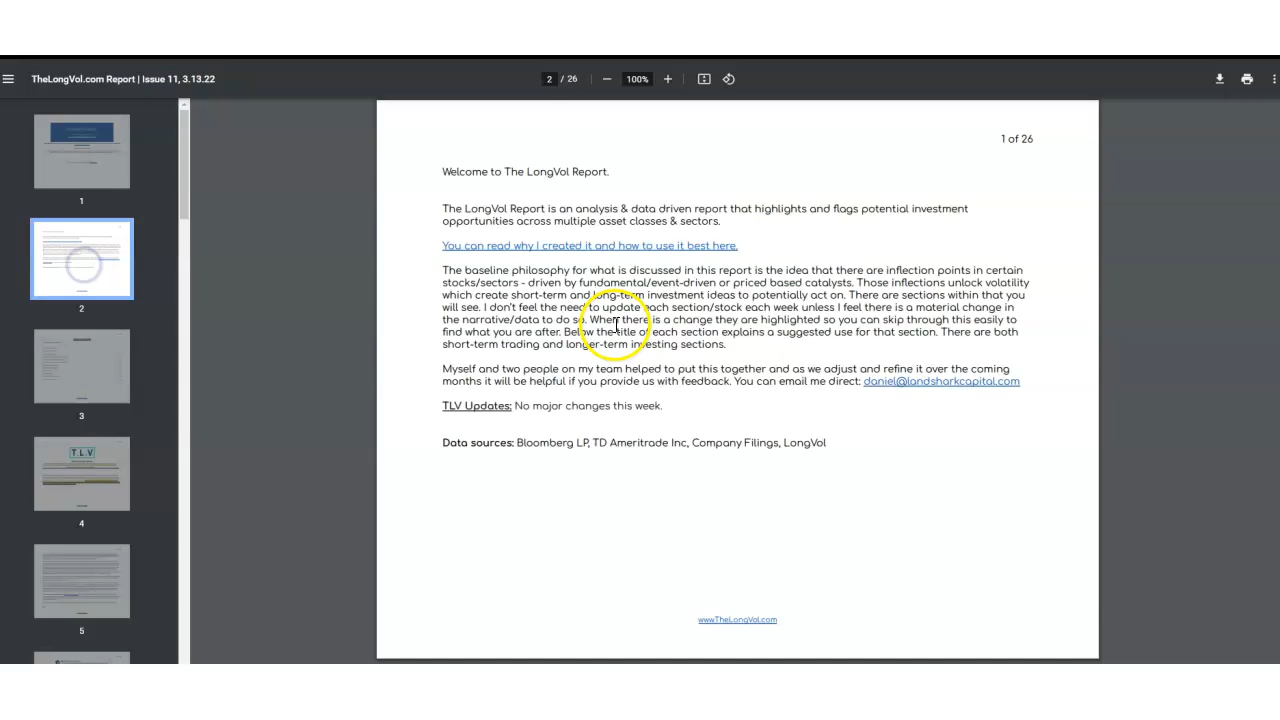 TheLongVol.com Report | Issue 11, 3.13.22
2 / 26
100%
1
2
3
T.L.V
4
5
1 of 26
Welcome to The LongVol Report.
The LongVol Report is an analysis & data driven report that highlights and flags potential investment
opportunities across multiple asset classes & sectors.
You can read why I created it and how to use it best here.
The baseline philosophy for what is discussed in this report is the idea that there are inflection points in certain
stocks/sectors - driven by fundamental/event-driven or priced based catalysts. Those inflections unlock volatility
which create short-term and long-term investment ideas to potentially act on. There are sections within that you
will see. I don't feel the need to update each section/stock each week unless I feel there is a material change in
the narrative/data to do so. When there is a change they are highlighted so you can skip through this easily to
find what you are after. Below the title of each section explains a suggested use for that section. There are both
short-term trading and longer-term investing sections.
Myself and two people on my team helped to put this together and as we adjust and refine it over the coming
months it will be helpful if you provide us with feedback. You can email me direct: daniel@landsharkcapital.com
TLV Updates: No major changes this week.
Data sources: Bloomberg LP, TD Ameritrade Inc, Company Filings, LongVol
www.TheLongVol.com